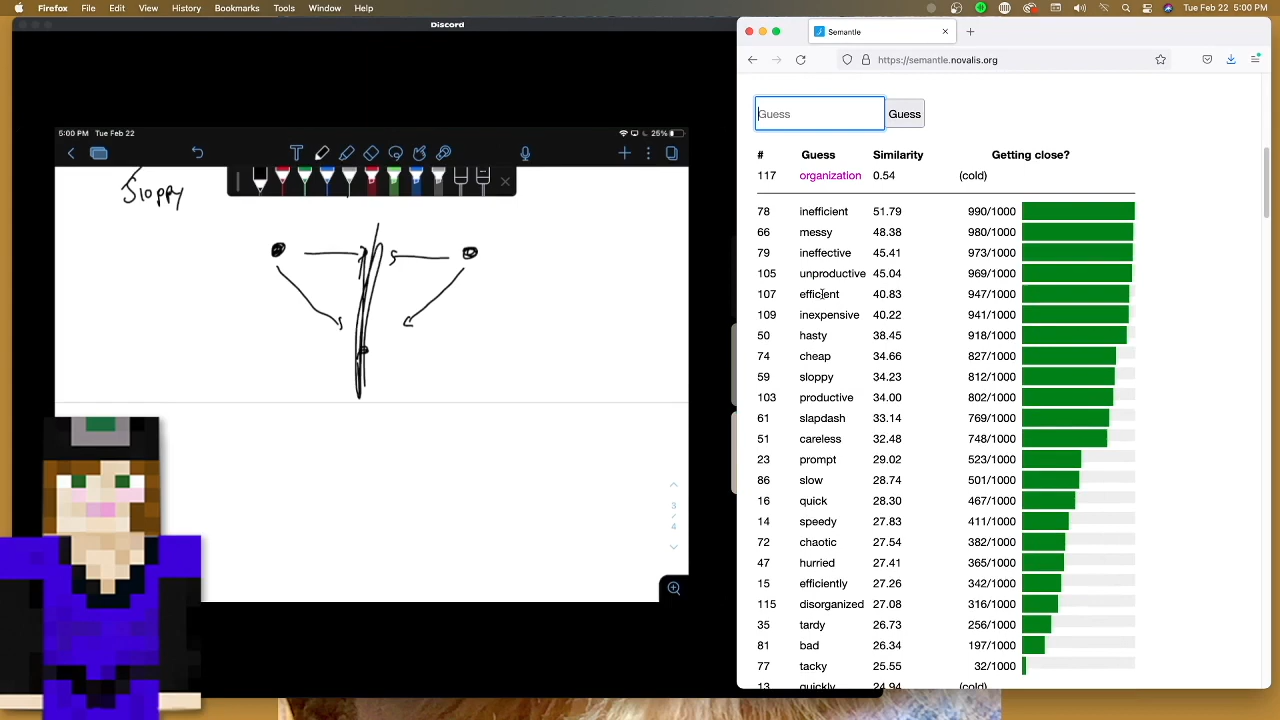 Firefox File Edit View History Bookmarks Tools Window Help Tue Feb 22 5:00 PM
Discord
Semantle
https://semantle.novalis.org
5:00 PM Tue Feb 22 25%
Sloppy
3
/
4
Guess Guess
# Guess Similarity Getting close?
117 organization 0.54 (cold)
78 inefficient 51.79 990/1000
66 messy 48.38 980/1000
79 ineffective 45.41 973/1000
105 unproductive 45.04 969/1000
107 efficient 40.83 947/1000
109 inexpensive 40.22 941/1000
50 hasty 38.45 918/1000
74 cheap 34.66 827/1000
59 sloppy 34.23 812/1000
103 productive 34.00 802/1000
61 slapdash 33.14 769/1000
51 careless 32.48 748/1000
23 prompt 29.02 523/1000
86 slow 28.74 501/1000
16 quick 28.30 467/1000
14 speedy 27.83 411/1000
72 chaotic 27.54 382/1000
47 hurried 27.41 365/1000
15 efficiently 27.26 342/1000
115 disorganized 27.08 316/1000
35 tardy 26.73 256/1000
81 bad 26.34 197/1000
77 tacky 25.55 32/1000
13 quickly 24.94 (cold)